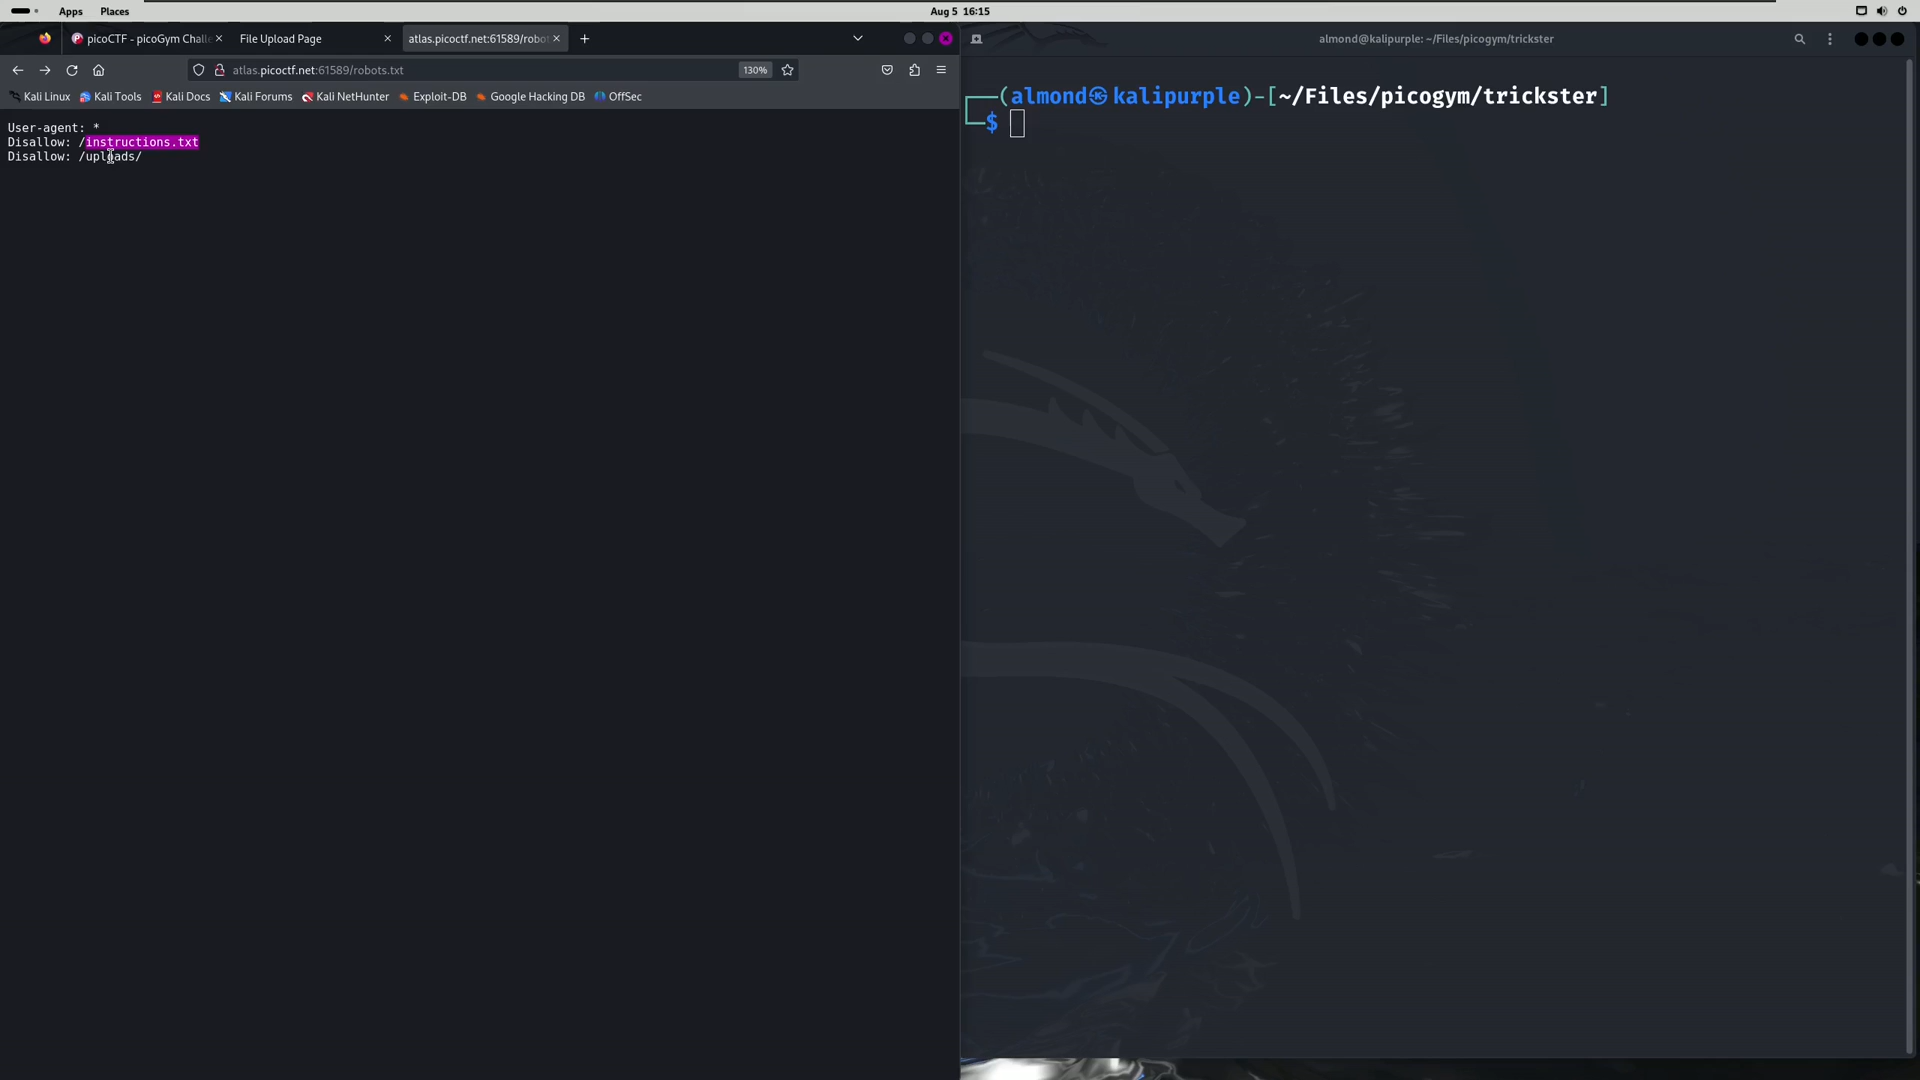 Apps Places Aug 5 16:15
picoCTF - picoGym Challe File Upload Page atlas.picoctf.net:61589/robot
atlas.picoctf.net:61589/robots.txt 130%
Kali Linux Kali Tools Kali Docs Kali Forums Kali NetHunter Exploit-DB Google Hacking DB OffSec
User-agent: *
Disallow: /instructions.txt
Disallow: /uploads/
almond@kalipurple: ~/Files/picogym/trickster
(almond㉿kalipurple)-[~/Files/picogym/trickster]
$